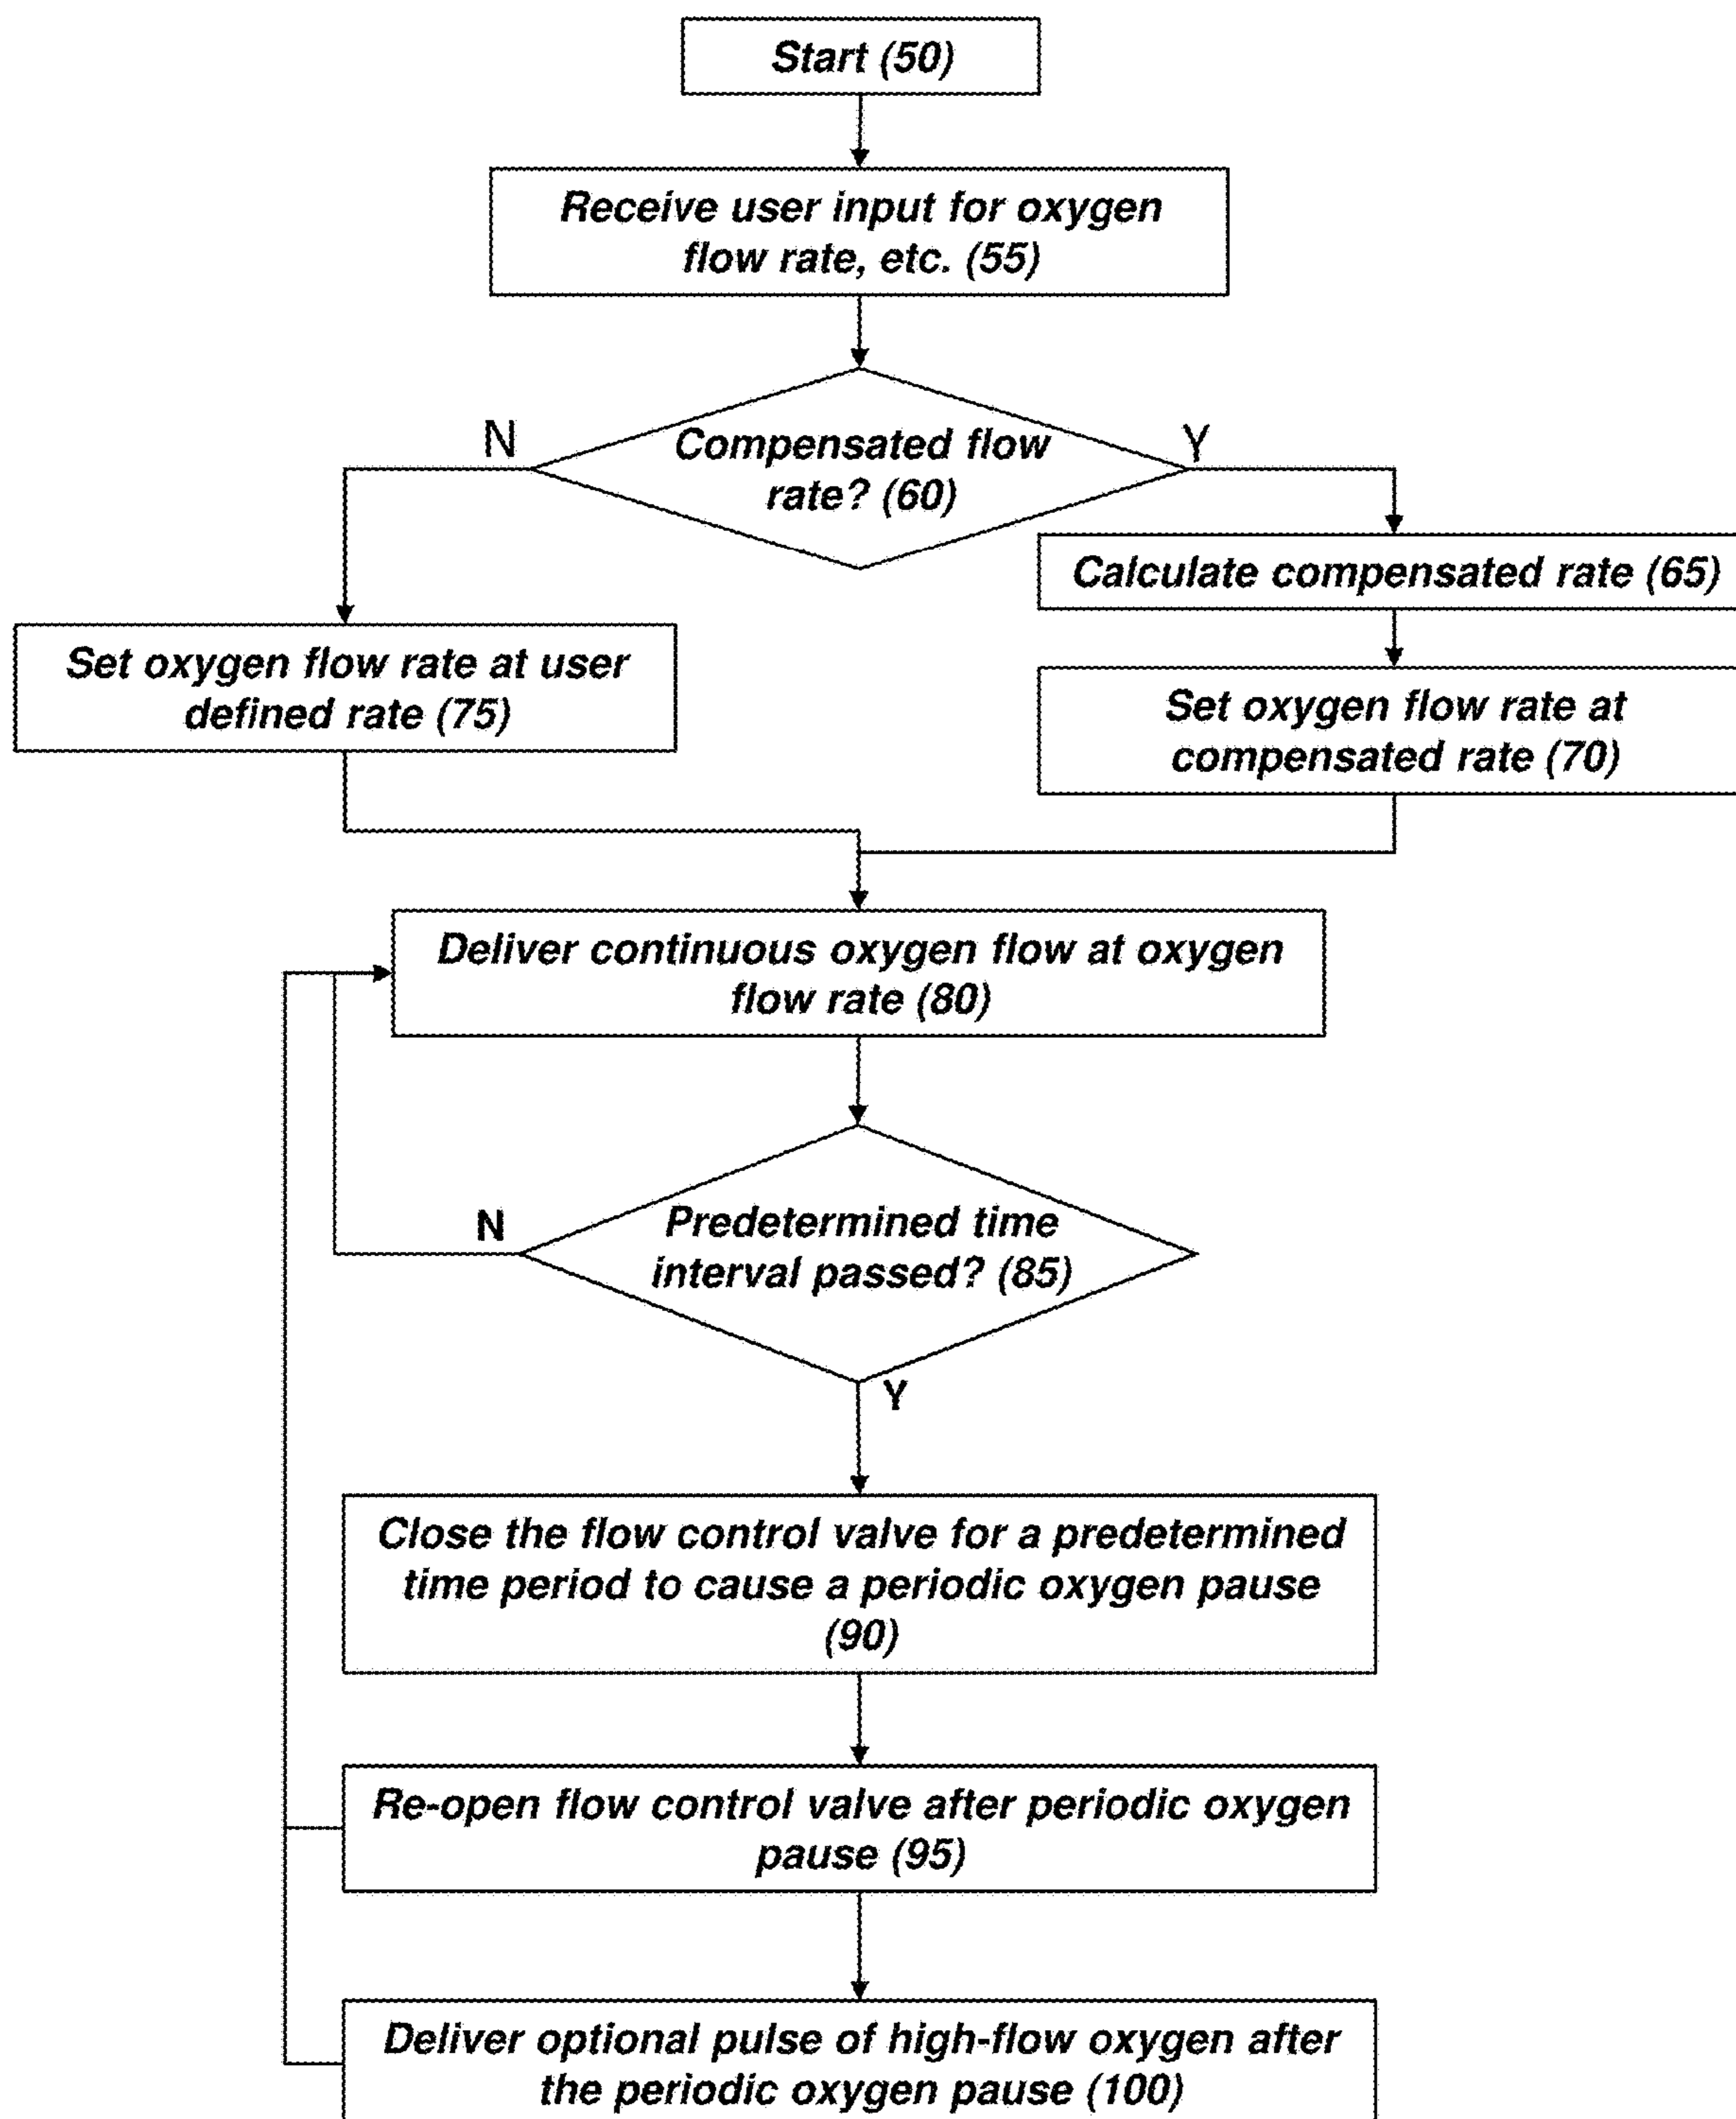 Start (50)
Receive user input for oxygen
flow rate, etc. (55)
N
Compensated flow
rate? (60)
Y
Calculate compensated rate (65)
Set oxygen flow rate at user
defined rate (75)
Set oxygen flow rate at
compensated rate (70)
Deliver continuous oxygen flow at oxygen
flow rate (80)
N
Predetermined time
interval passed? (85)
Y
Close the flow control valve for a predetermined
time period to cause a periodic oxygen pause
(90)
Re-open flow control valve after periodic oxygen
pause (95)
Deliver optional pulse of high-flow oxygen after
the periodic oxygen pause (100)